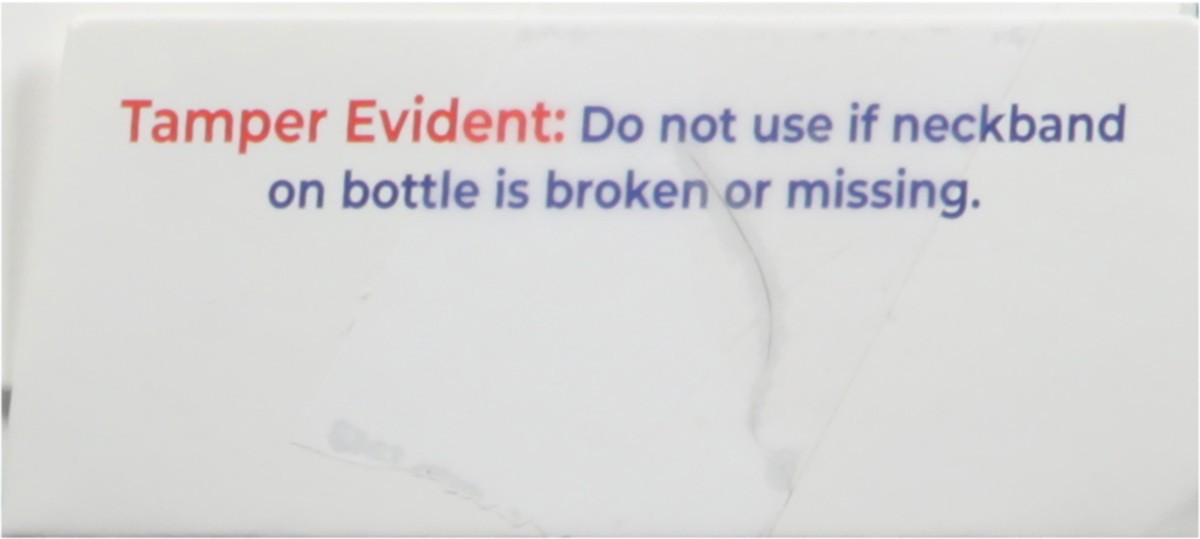 Tamper Evident: Do not use if neckband
on bottle is broken or missing.